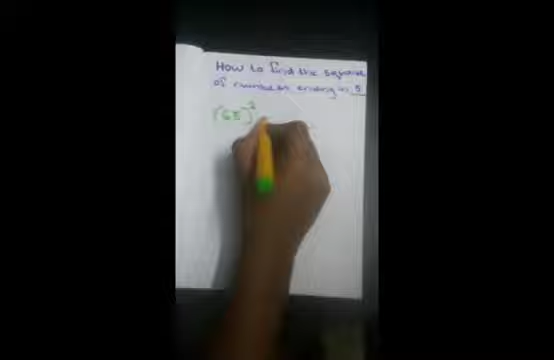 How to find the square
of numbers ending in 5
(65)²